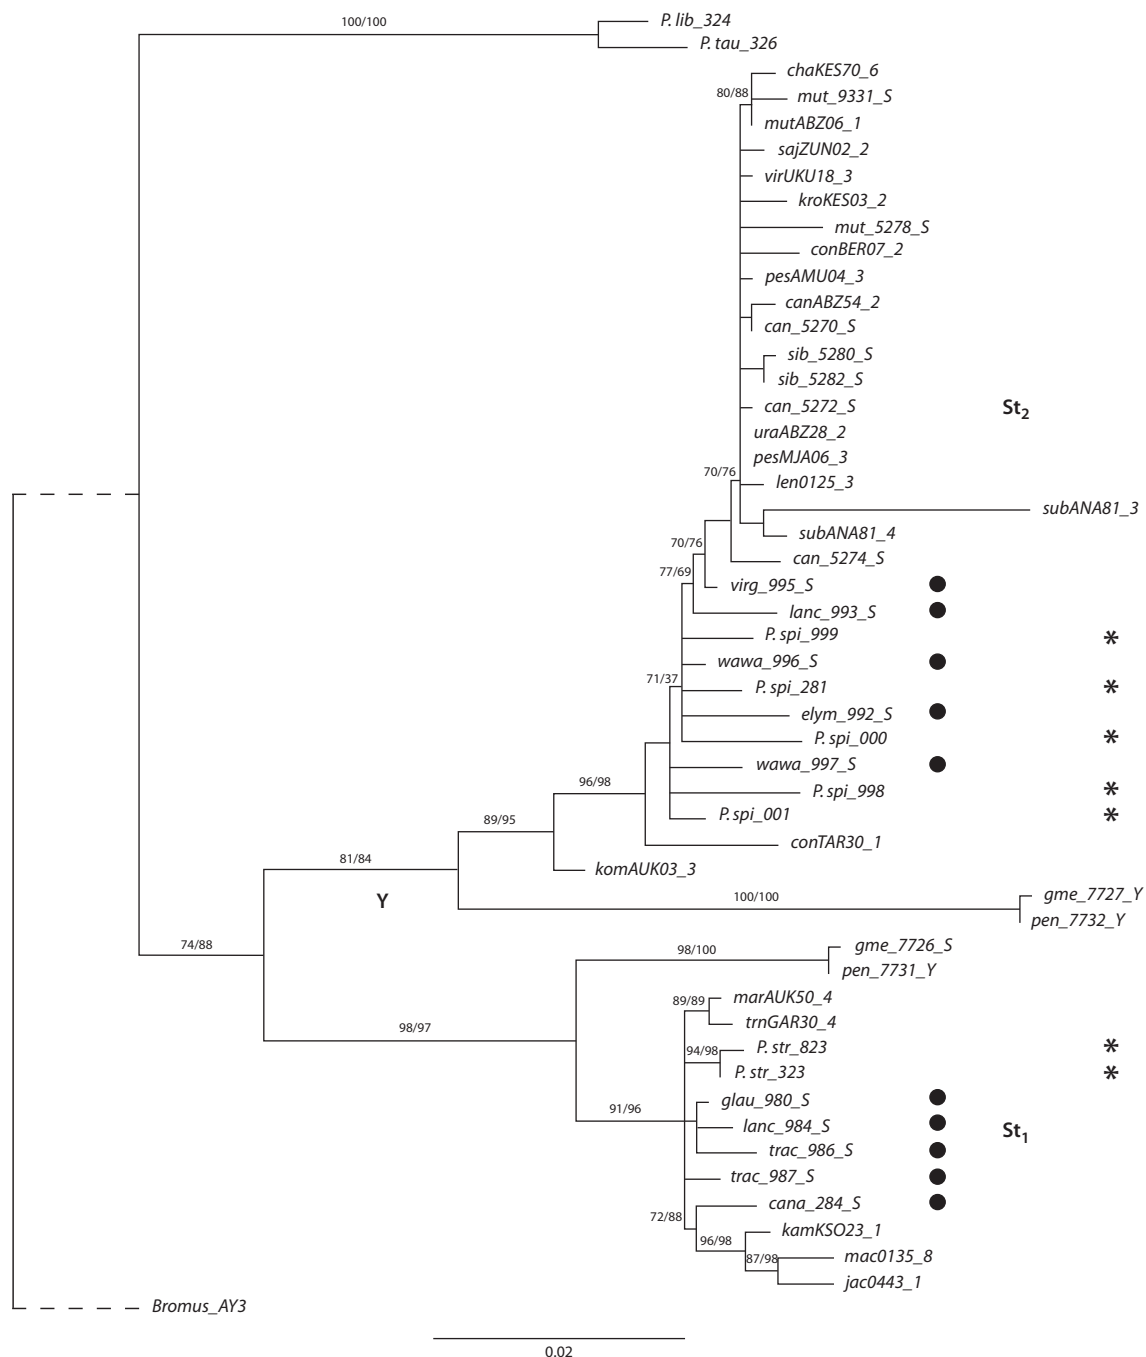 100/100
P. lib_324
P. tau_326
chaKES70_6
80/88
mut_9331_S
mutABZ06_1
sajZUN02_2
virUKU18_3
kroKES03_2
mut_5278_S
conBER07_2
pesAMU04_3
canABZ54_2
can_5270_S
sib_5280_S
sib_5282_S
can_5272_S
St2
uraABZ28_2
pesMJA06_3
70/76
len0125_3
subANA81_3
subANA81_4
70/76
can_5274_S
77/69
virg_995_S
lanc_993_S
P. spi_999 *
wawa_996_S
71/37
P. spi_281 *
elym_992_S
P. spi_000 *
wawa_997_S
96/98
P. spi_998 *
P. spi_001 *
89/95
conTAR30_1
81/84
komAUK03_3
Y
100/100
gme_7727_Y
pen_7732_Y
74/88
98/100
gme_7726_S
pen_7731_Y
89/89
marAUK50_4
98/97
trnGAR30_4
94/98
P. str_823 *
P. str_323 *
91/96
glau_980_S
lanc_984_S
St1
trac_986_S
trac_987_S
72/88
cana_284_S
96/98
kamKSO23_1
87/98
mac0135_8
jac0443_1
Bromus_AY3
0.02